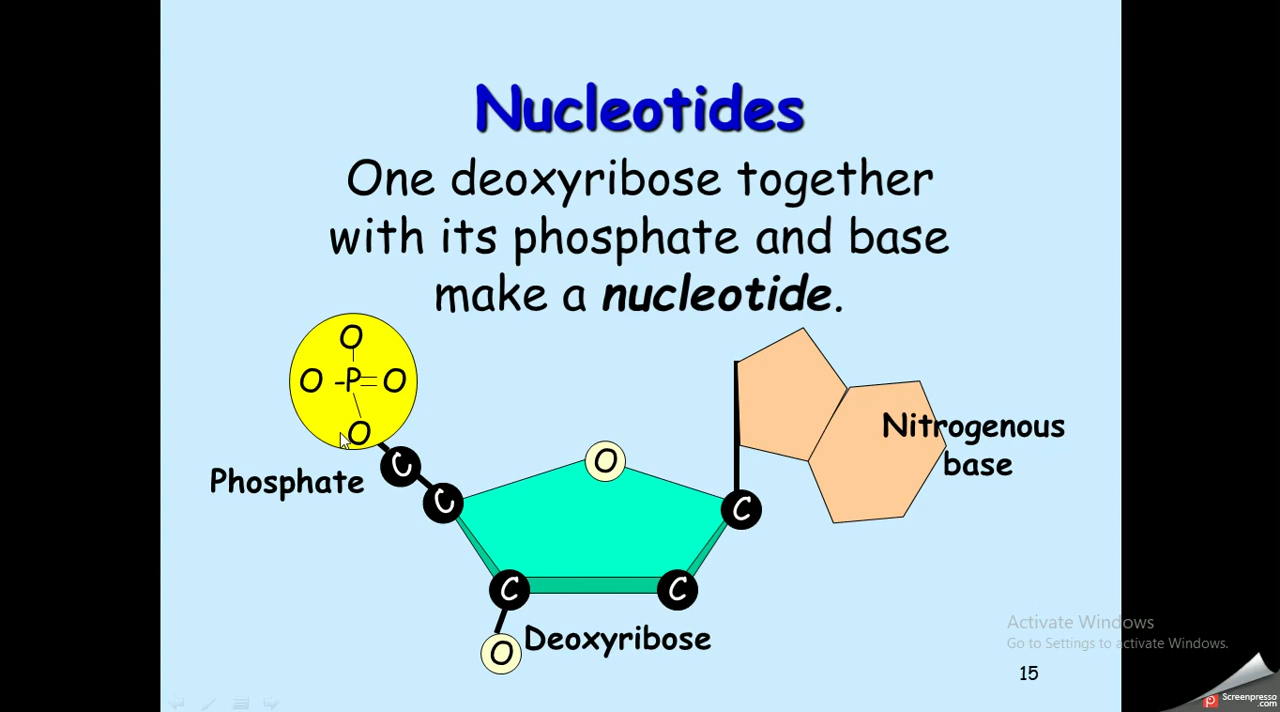 Nucleotides
One deoxyribose together
with its phosphate and base
make a nucleotide.
O
O -P=O
O
Phosphate
C
C
O
C
Nitrogenous
base
C
C
O
Deoxyribose
Activate Windows
Go to Settings to activate Windows.
15
Screenpresso
.com